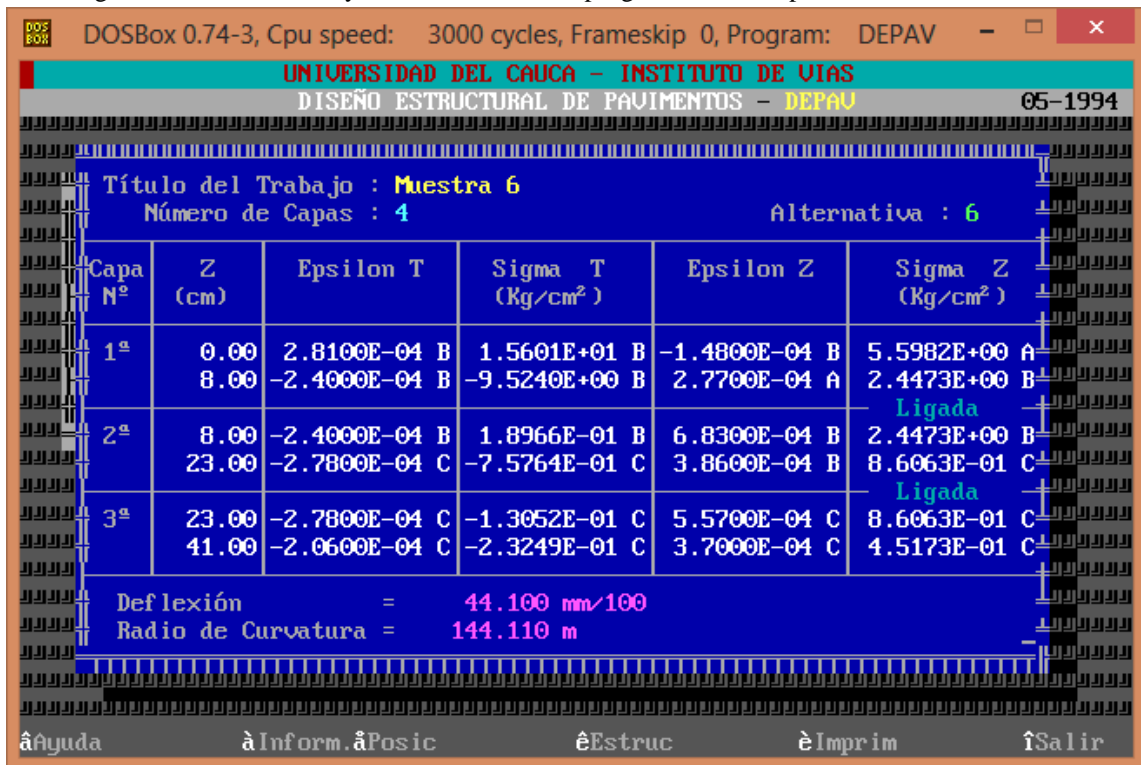 DOSBox 0.74-3, Cpu speed: 3000 cycles, Frameskip 0, Program: DEPAV
UNIVERSIDAD DEL CAUCA - INSTITUTO DE VIAS
DISEÑO ESTRUCTURAL DE PAVIMENTOS - DEPAV 05-1994
Título del Trabajo : Muestra 6
Número de Capas : 4 Alternativa : 6
Capa Z Epsilon T Sigma T Epsilon Z Sigma Z
Nº (cm) (Kg/cm²) (Kg/cm²)
1ª 0.00 2.8100E-04 B 1.5601E+01 B -1.4800E-04 B 5.5982E+00 A
8.00 -2.4000E-04 B -9.5240E+00 B 2.7700E-04 A 2.4473E+00 B
Ligada
2ª 8.00 -2.4000E-04 B 1.8966E-01 B 6.8300E-04 B 2.4473E+00 B
23.00 -2.7800E-04 C -7.5764E-01 C 3.8600E-04 B 8.6063E-01 C
Ligada
3ª 23.00 -2.7800E-04 C -1.3052E-01 C 5.5700E-04 C 8.6063E-01 C
41.00 -2.0600E-04 C -2.3249E-01 C 3.7000E-04 C 4.5173E-01 C
Deflexión = 44.100 mm/100
Radio de Curvatura = 144.110 m
âAyuda àInform.åPosic êEstruc èImprim îSalir